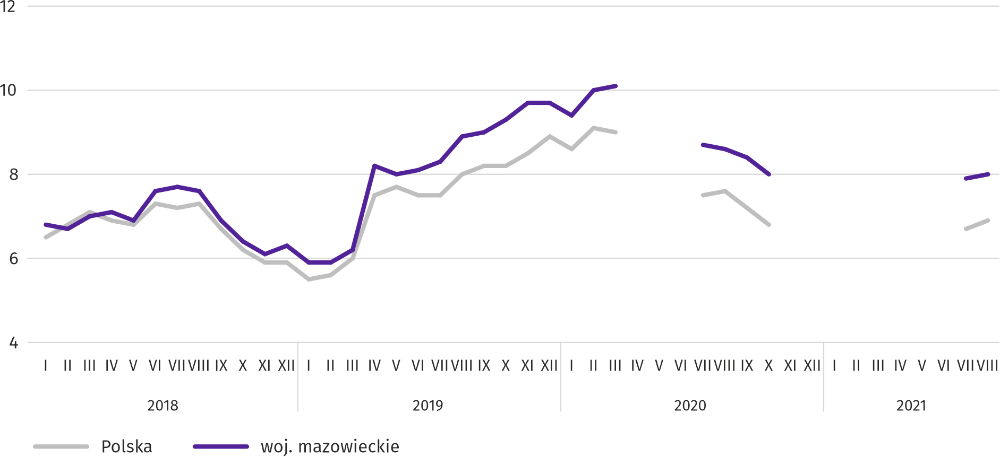 12
10
8
6
4
I II III IV V VI VII VIII IX X XI XII I II III IV V VI VII VIII IX X XI XII I II III IV V VI VII VIII IX X XI XII I II III IV V VI VII VIII
2018 2019 2020 2021
Polska woj. mazowieckie